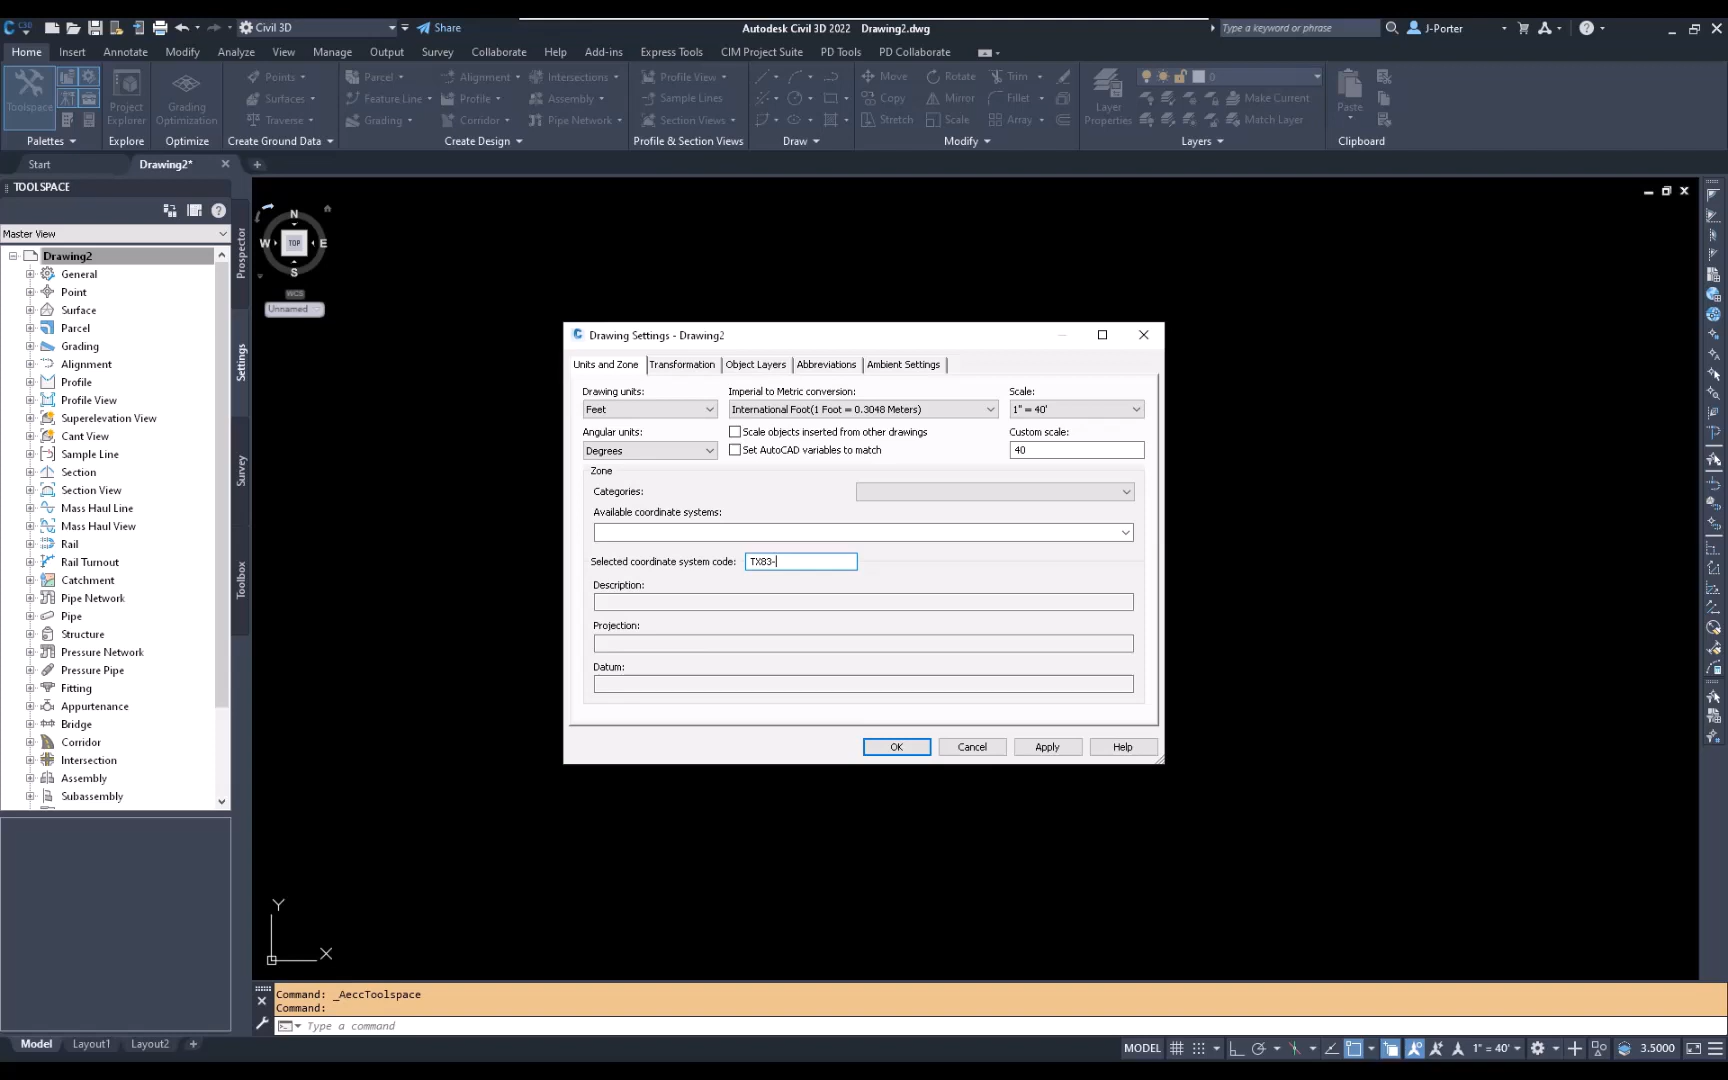 C3D Civil 3D Share Autodesk Civil 3D 2022 Drawing2.dwg Type a keyword or phrase J-Porter
Home Insert Annotate Modify Analyze View Manage Output Survey Collaborate Help Add-ins Express Tools CIM Project Suite PD Tools PD Collaborate
Toolspace
Project Explorer
Grading Optimization
Points Surfaces Traverse
Parcel Feature Line Grading
Alignment Profile Corridor
Intersections Assembly Pipe Network
Profile View Sample Lines Section Views
Move Copy Stretch
Rotate Mirror Scale
Trim Fillet Array
Layer Properties
0
Make Current
Match Layer
Paste
Palettes Explore Optimize Create Ground Data Create Design Profile & Section Views Draw Modify Layers Clipboard
Start Drawing2*
TOOLSPACE
Master View
Drawing2
General
Point
Surface
Parcel
Grading
Alignment
Profile
Profile View
Superelevation View
Cant View
Sample Line
Section
Section View
Mass Haul Line
Mass Haul View
Rail
Rail Turnout
Catchment
Pipe Network
Pipe
Structure
Pressure Network
Pressure Pipe
Fitting
Appurtenance
Bridge
Corridor
Intersection
Assembly
Subassembly
Prospector
Settings
Survey
Toolbox
N
W TOP E
S
WCS
Unnamed
Drawing Settings - Drawing2
Units and Zone Transformation Object Layers Abbreviations Ambient Settings
Drawing units: Imperial to Metric conversion: Scale:
Feet International Foot(1 Foot = 0.3048 Meters) 1" = 40'
Angular units: Scale objects inserted from other drawings Custom scale:
Degrees Set AutoCAD variables to match 40
Zone
Categories:
Available coordinate systems:
Selected coordinate system code: TX83-
Description:
Projection:
Datum:
OK Cancel Apply Help
Y
X
Command: _AeccToolspace
Command:
Type a command
Model Layout1 Layout2 MODEL 1" = 40' 3.5000